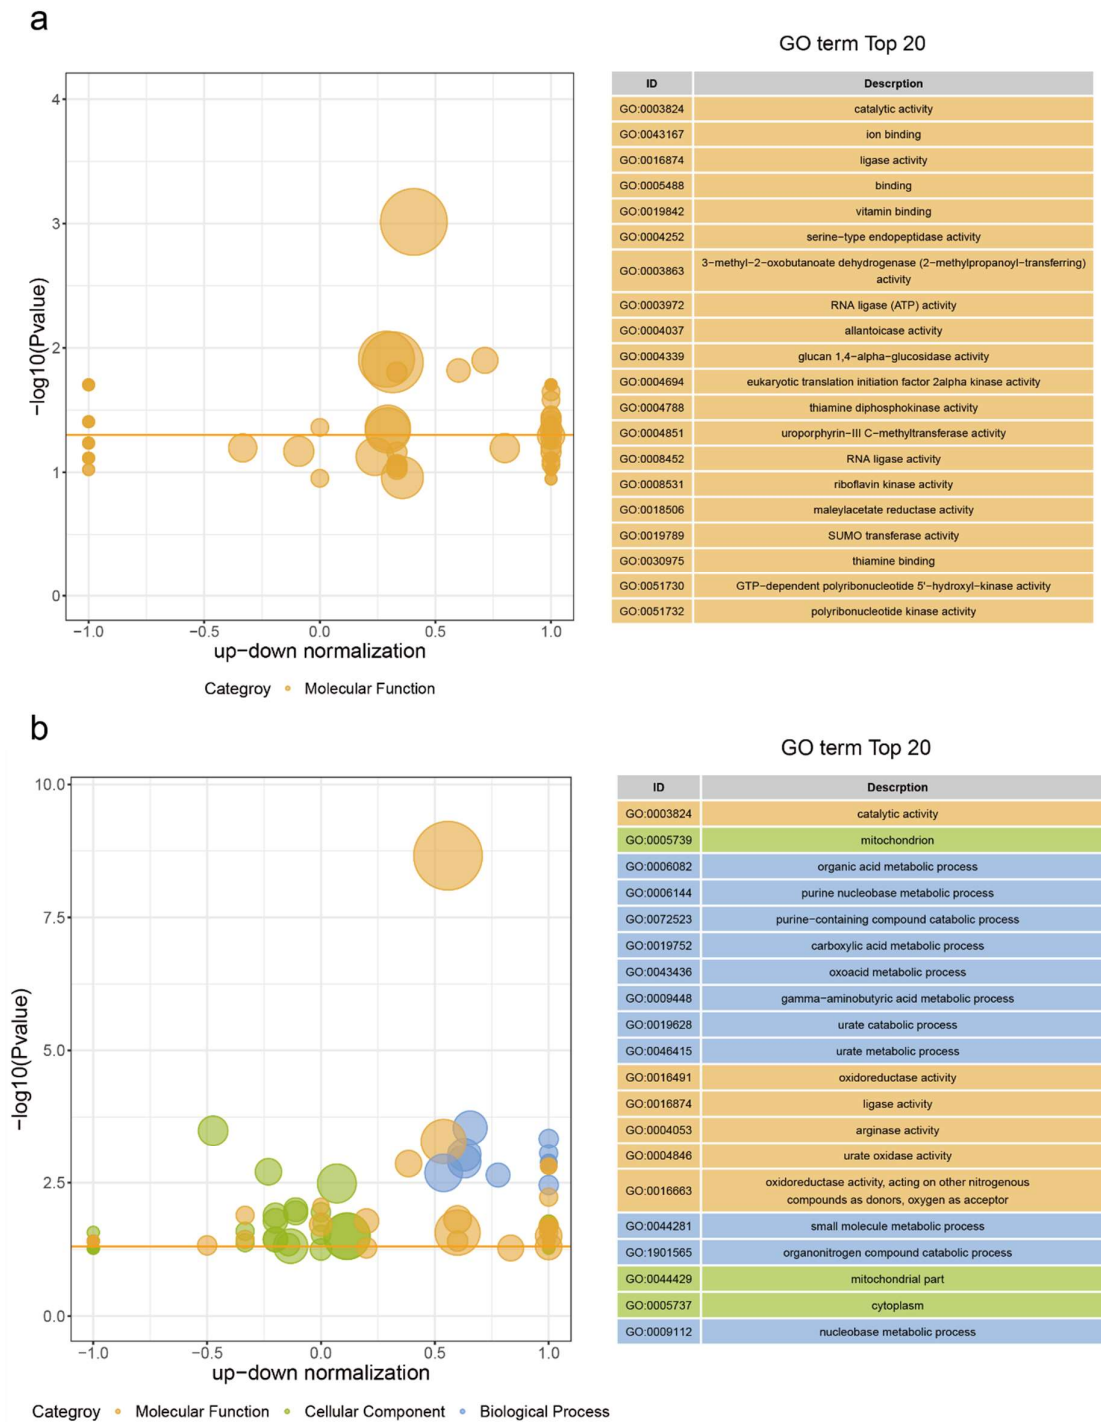 a
GO term Top 20
ID Descrption
GO:0003824 catalytic activity
GO:0043167 ion binding
GO:0016874 ligase activity
GO:0005488 binding
GO:0019842 vitamin binding
GO:0004252 serine−type endopeptidase activity
GO:0003863 3−methyl−2−oxobutanoate dehydrogenase (2−methylpropanoyl−transferring)
activity
GO:0003972 RNA ligase (ATP) activity
GO:0004037 allantoicase activity
GO:0004339 glucan 1,4−alpha−glucosidase activity
GO:0004694 eukaryotic translation initiation factor 2alpha kinase activity
GO:0004788 thiamine diphosphokinase activity
GO:0004851 uroporphyrin−III C−methyltransferase activity
GO:0008452 RNA ligase activity
GO:0008531 riboflavin kinase activity
GO:0018506 maleylacetate reductase activity
GO:0019789 SUMO transferase activity
GO:0030975 thiamine binding
GO:0051730 GTP−dependent polyribonucleotide 5'−hydroxyl−kinase activity
GO:0051732 polyribonucleotide kinase activity
−log10(Pvalue)
4
3
2
1
0
−1.0 −0.5 0.0 0.5 1.0
up−down normalization
Categroy Molecular Function
b
GO term Top 20
ID Descrption
GO:0003824 catalytic activity
GO:0005739 mitochondrion
GO:0006082 organic acid metabolic process
GO:0006144 purine nucleobase metabolic process
GO:0072523 purine−containing compound catabolic process
GO:0019752 carboxylic acid metabolic process
GO:0043436 oxoacid metabolic process
GO:0009448 gamma−aminobutyric acid metabolic process
GO:0019628 urate catabolic process
GO:0046415 urate metabolic process
GO:0016491 oxidoreductase activity
GO:0016874 ligase activity
GO:0004053 arginase activity
GO:0004846 urate oxidase activity
GO:0016663 oxidoreductase activity, acting on other nitrogenous
compounds as donors, oxygen as acceptor
GO:0044281 small molecule metabolic process
GO:1901565 organonitrogen compound catabolic process
GO:0044429 mitochondrial part
GO:0005737 cytoplasm
GO:0009112 nucleobase metabolic process
−log10(Pvalue)
10.0
7.5
5.0
2.5
0.0
−1.0 −0.5 0.0 0.5 1.0
up−down normalization
Categroy Molecular Function Cellular Component Biological Process